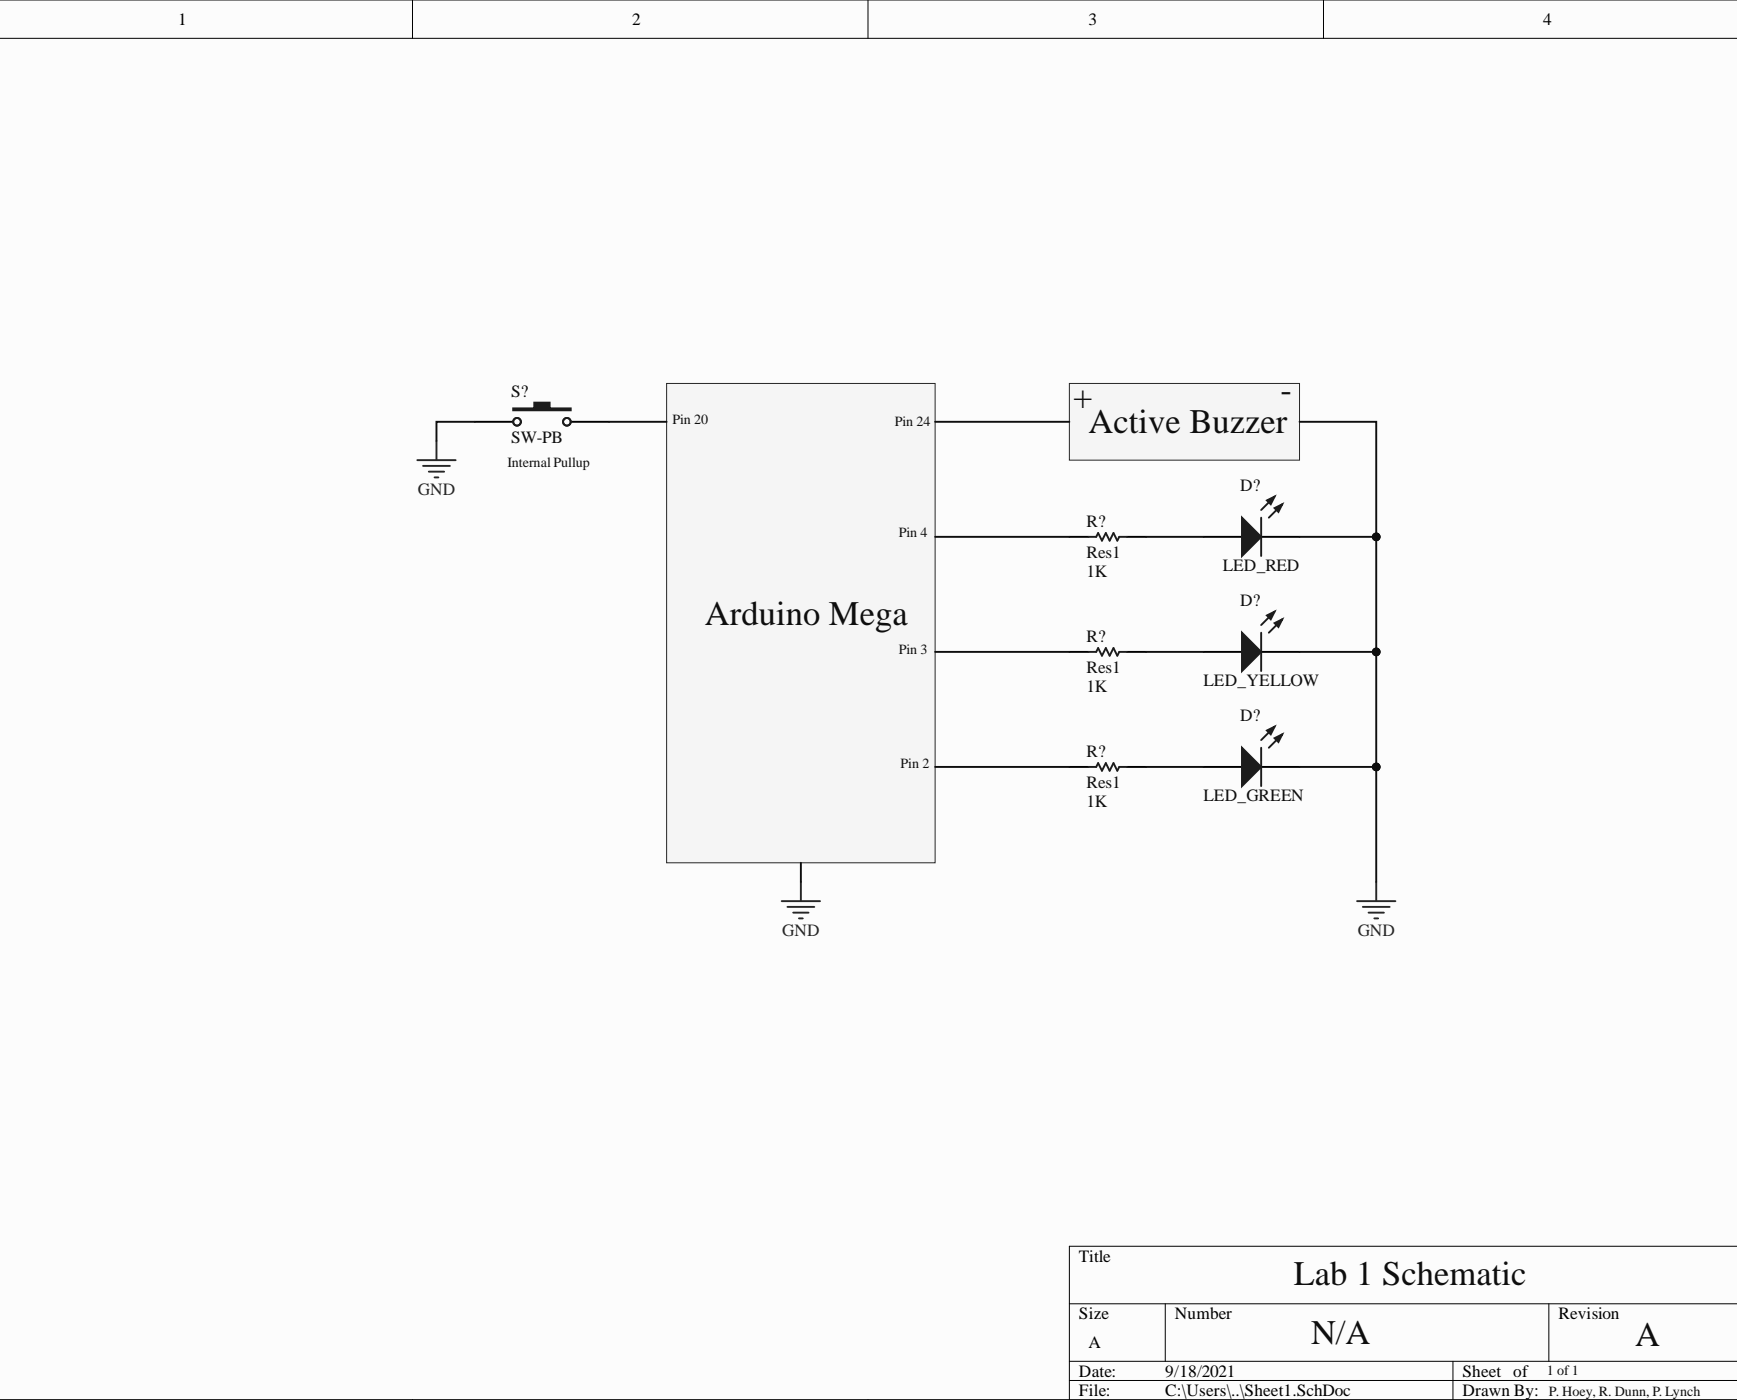 1 2 3 4
S?
SW-PB
Internal Pullup
GND
Pin 20
Pin 24
Pin 4
Arduino Mega
Pin 3
Pin 2
GND
+ -
Active Buzzer
D?
R?
Res1
1K
LED_RED
D?
R?
Res1
1K
LED_YELLOW
D?
R?
Res1
1K
LED_GREEN
GND
Title
Lab 1 Schematic
Size
A
Number
N/A
Revision
A
Date: 9/18/2021 Sheet of 1 of 1
File: C:\Users\..\Sheet1.SchDoc Drawn By: P. Hoey, R. Dunn, P. Lynch